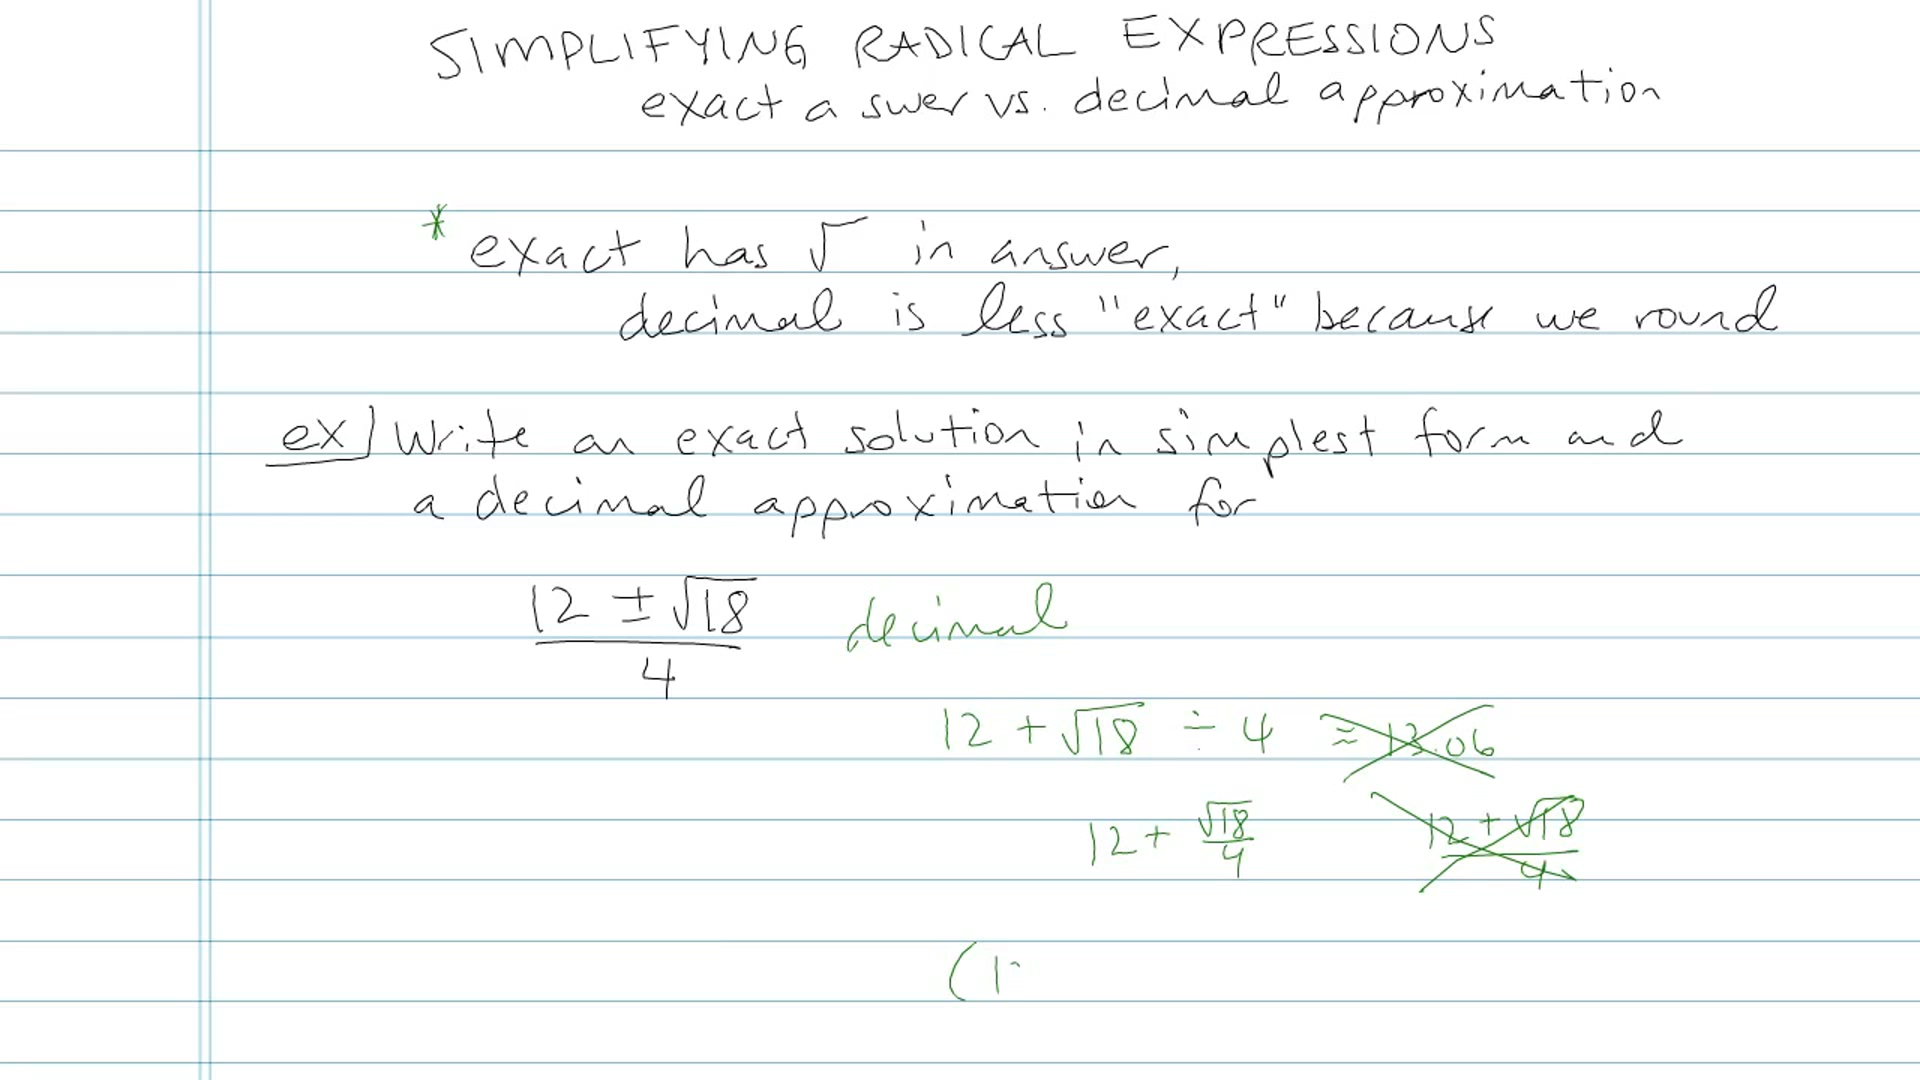 SIMPLIFYING RADICAL EXPRESSIONS
exact a swer vs. decimal approximation
* exact has √ in answer,
decimal is less "exact" because we round
ex) Write an exact solution in simplest form and
a decimal approximation for
12 ± √18 decimal
4
12 + √18 ÷ 4 ≈ 13.06
12 + √18/4 12 + √18
4
(1